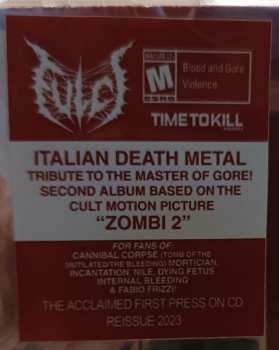 FULCI
MATURE 17+
M
ESRB
Blood and Gore
Violence
TIME TO KILL
RECORDS
ITALIAN DEATH METAL
TRIBUTE TO THE MASTER OF GORE!
SECOND ALBUM BASED ON THE
CULT MOTION PICTURE
"ZOMBI 2"
FOR FANS OF:
CANNIBAL CORPSE (TOMB OF THE
MUTILATED/THE BLEEDING) MORTICIAN,
INCANTATION, NILE, DYING FETUS
INTERNAL BLEEDING
& FABIO FRIZZI!
THE ACCLAIMED FIRST PRESS ON CD
REISSUE 2023